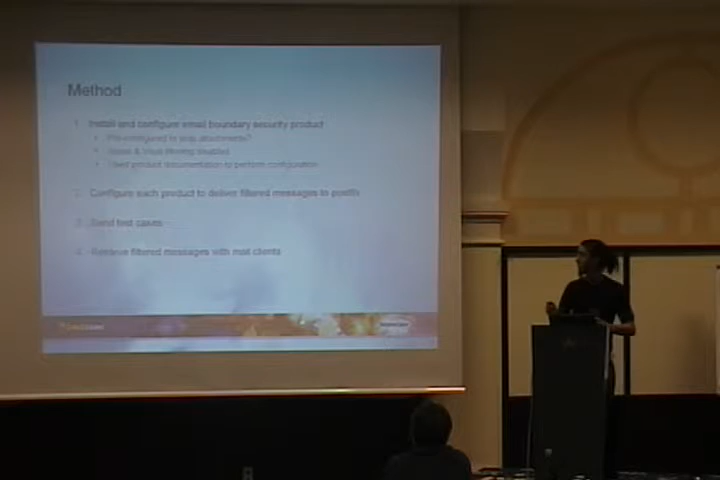 Method
1. Install and configure email boundary security product
• Pre-configured to strip attachments?
• Spam & Virus filtering disabled
• Used product documentation to perform configuration
2. Configure each product to deliver filtered messages to postfix
3. Send test cases
4. Retrieve filtered messages with mail clients